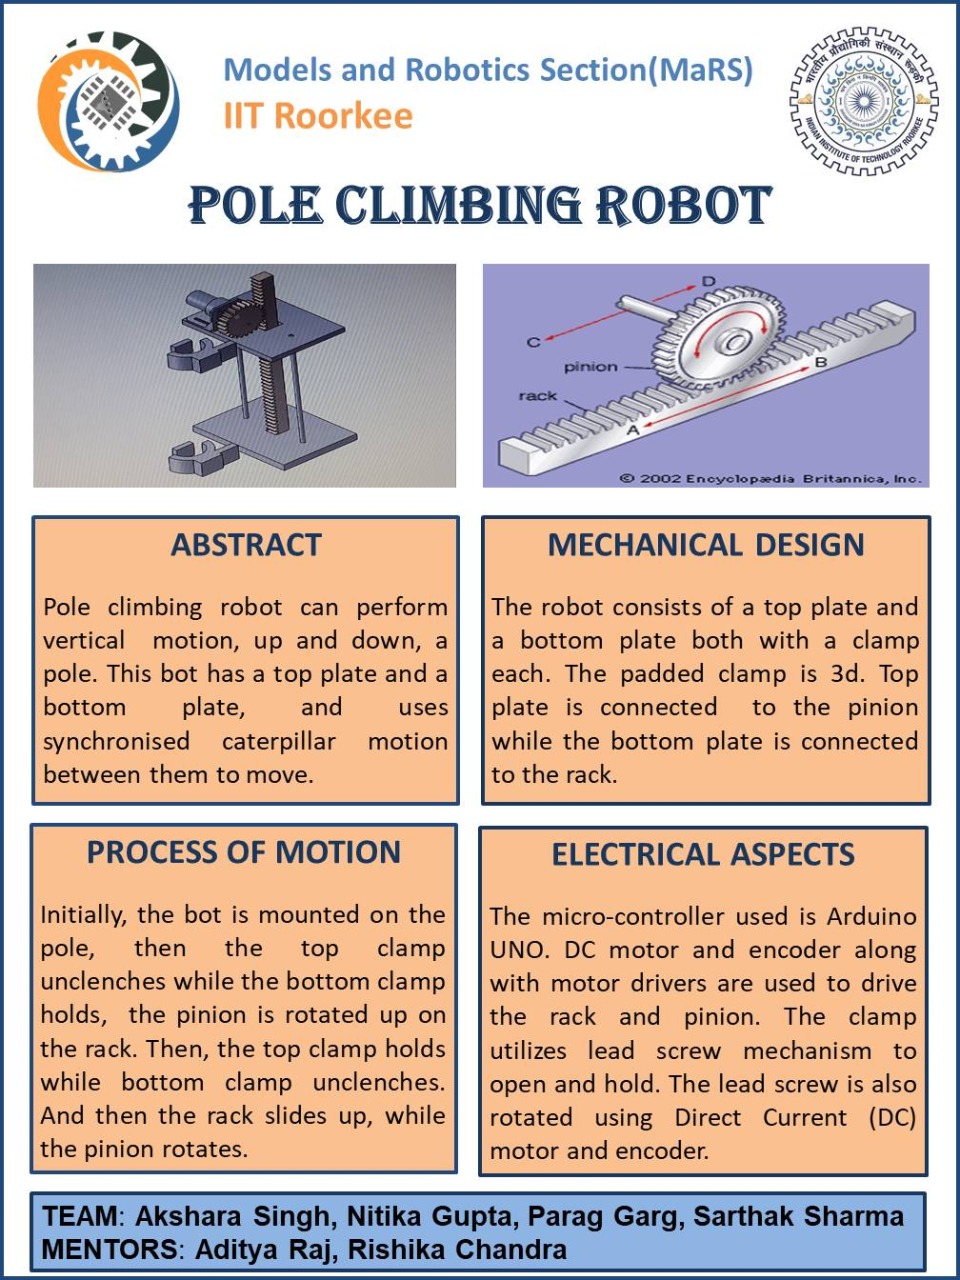 Models and Robotics Section(MaRS)
IIT Roorkee
भारतीय प्रौद्योगिकी संस्थान रूड़की
INDIAN INSTITUTE OF TECHNOLOGY ROORKEE
POLE CLIMBING ROBOT
D
C
pinion
B
rack
A
© 2002 Encyclopædia Britannica, Inc.
ABSTRACT
Pole climbing robot can perform
vertical motion, up and down, a
pole. This bot has a top plate and a
bottom plate, and uses
synchronised caterpillar motion
between them to move.
MECHANICAL DESIGN
The robot consists of a top plate and
a bottom plate both with a clamp
each. The padded clamp is 3d. Top
plate is connected to the pinion
while the bottom plate is connected
to the rack.
PROCESS OF MOTION
Initially, the bot is mounted on the
pole, then the top clamp
unclenches while the bottom clamp
holds, the pinion is rotated up on
the rack. Then, the top clamp holds
while bottom clamp unclenches.
And then the rack slides up, while
the pinion rotates.
ELECTRICAL ASPECTS
The micro-controller used is Arduino
UNO. DC motor and encoder along
with motor drivers are used to drive
the rack and pinion. The clamp
utilizes lead screw mechanism to
open and hold. The lead screw is also
rotated using Direct Current (DC)
motor and encoder.
TEAM: Akshara Singh, Nitika Gupta, Parag Garg, Sarthak Sharma
MENTORS: Aditya Raj, Rishika Chandra